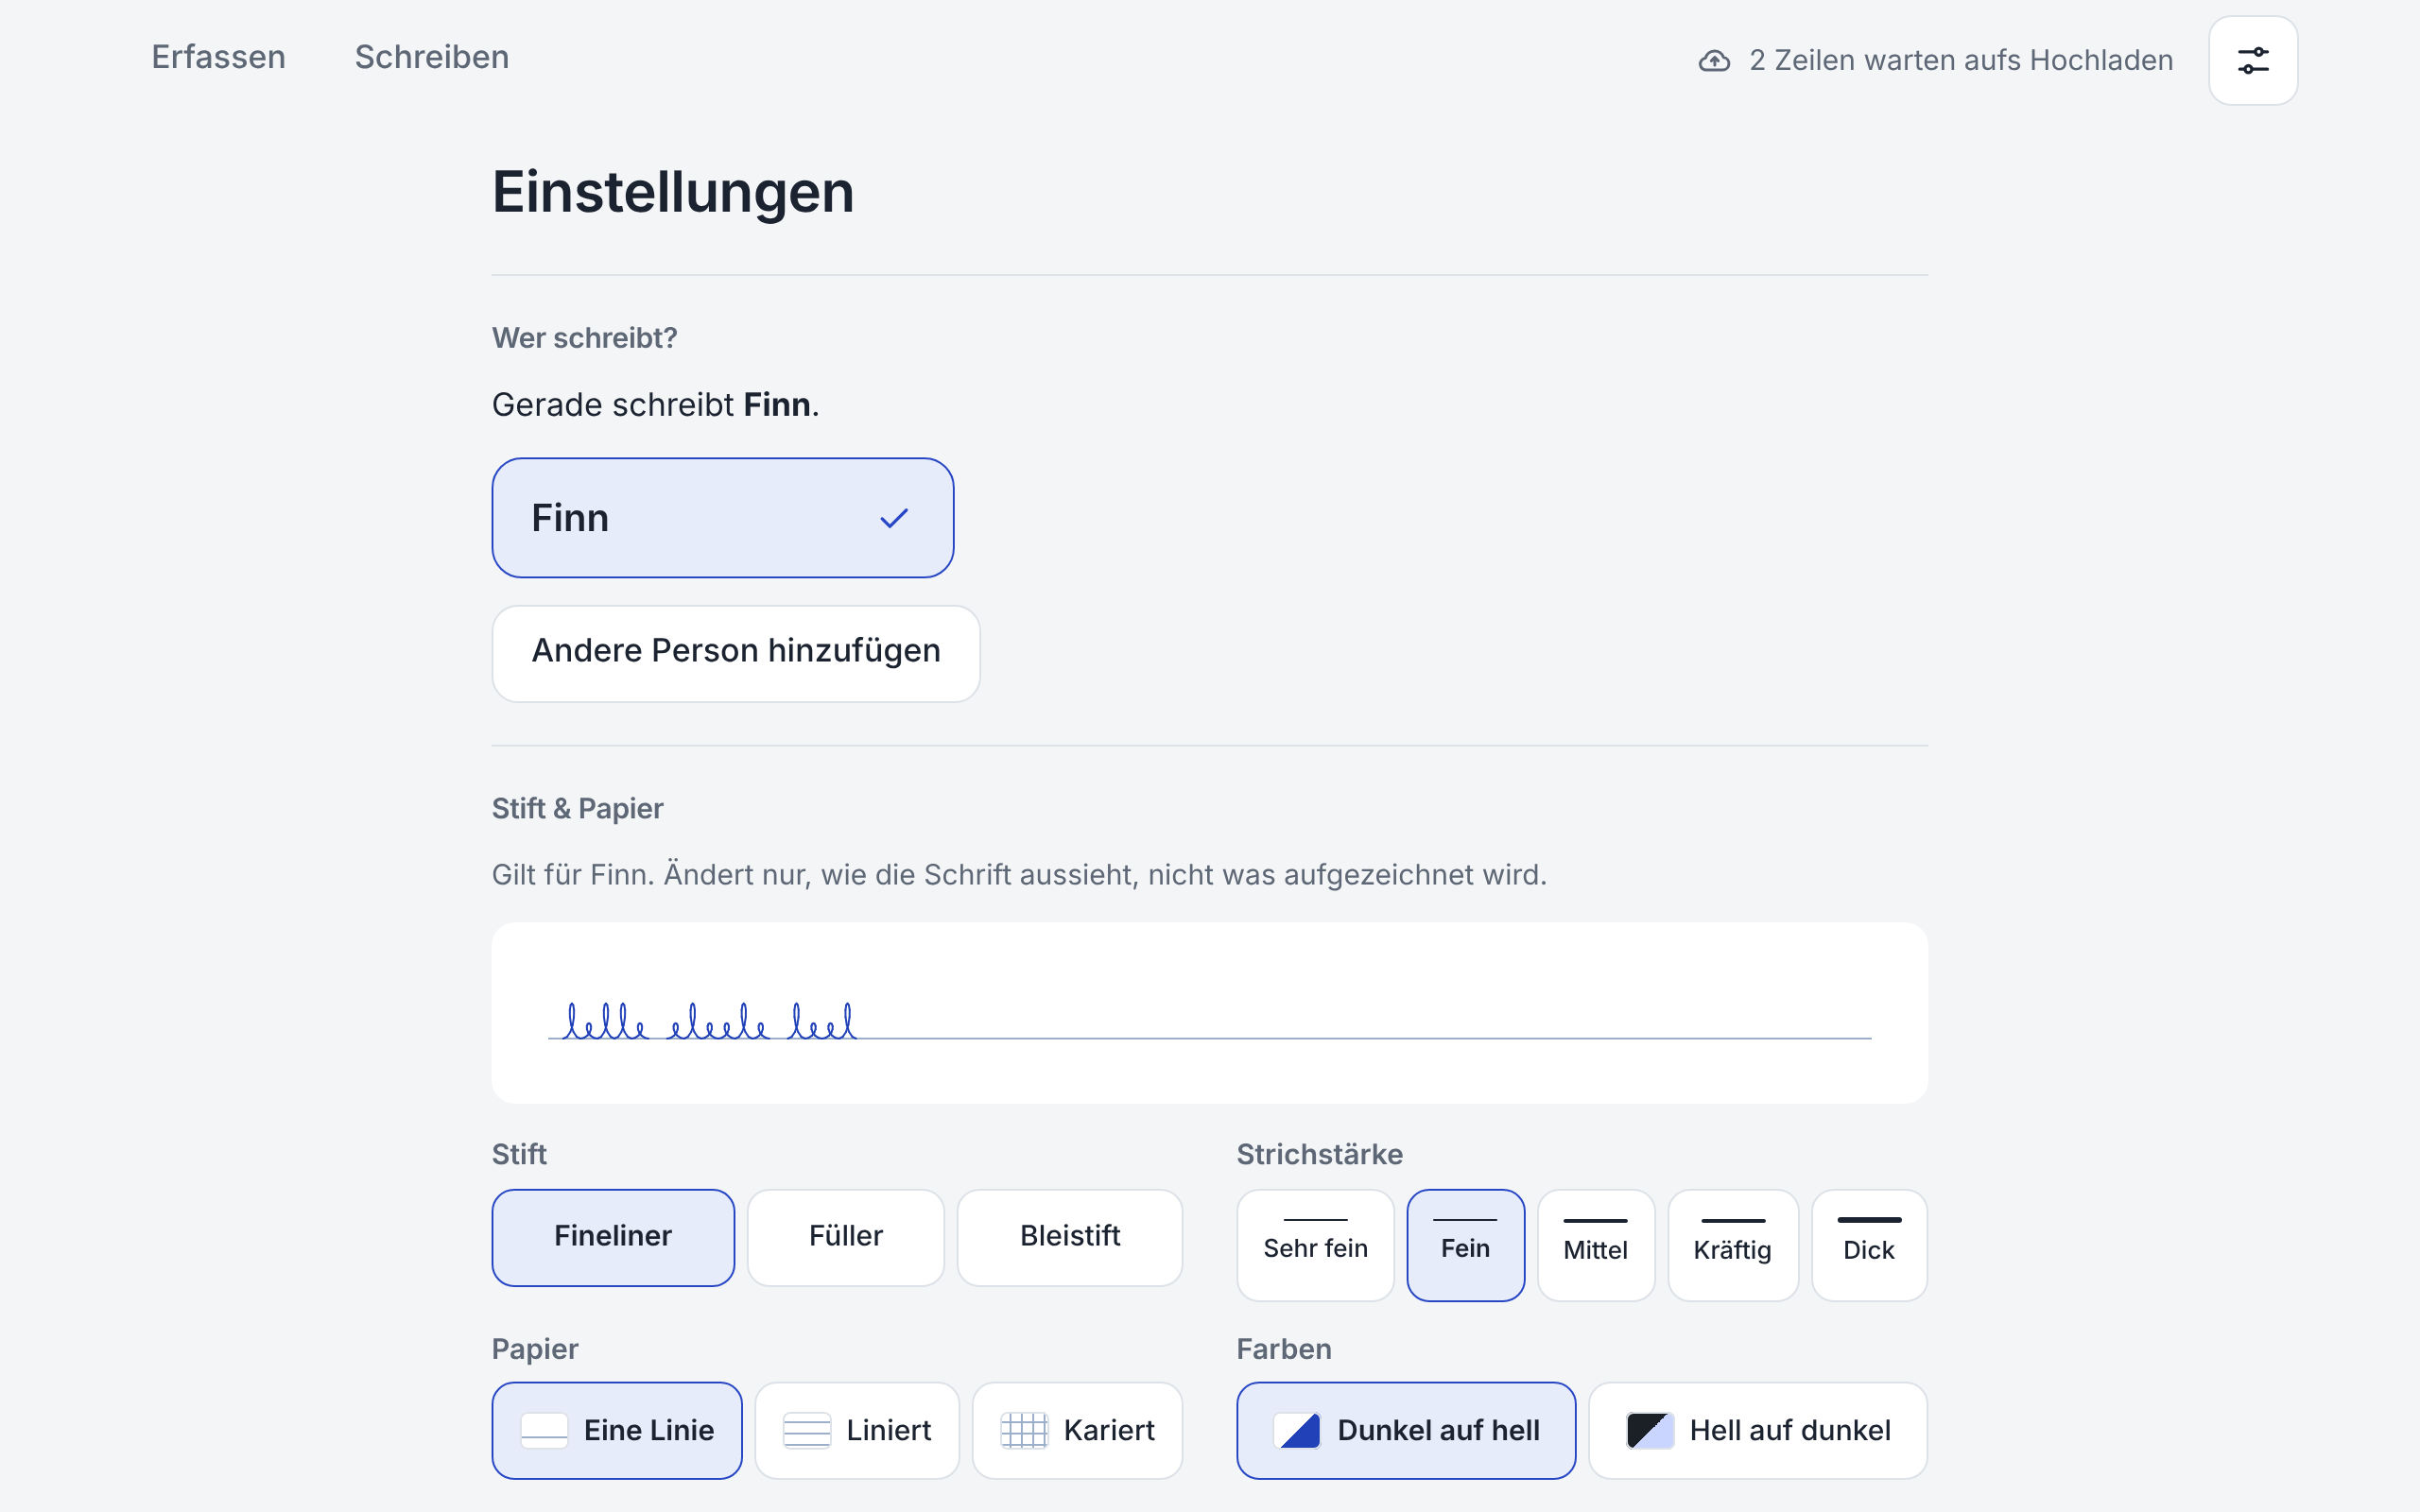 Erfassen Schreiben 2 Zeilen warten aufs Hochladen
Einstellungen
Wer schreibt?
Gerade schreibt Finn.
Finn
Andere Person hinzufügen
Stift & Papier
Gilt für Finn. Ändert nur, wie die Schrift aussieht, nicht was aufgezeichnet wird.
Stift
Fineliner Füller Bleistift
Strichstärke
Sehr fein Fein Mittel Kräftig Dick
Papier
Eine Linie Liniert Kariert
Farben
Dunkel auf hell Hell auf dunkel